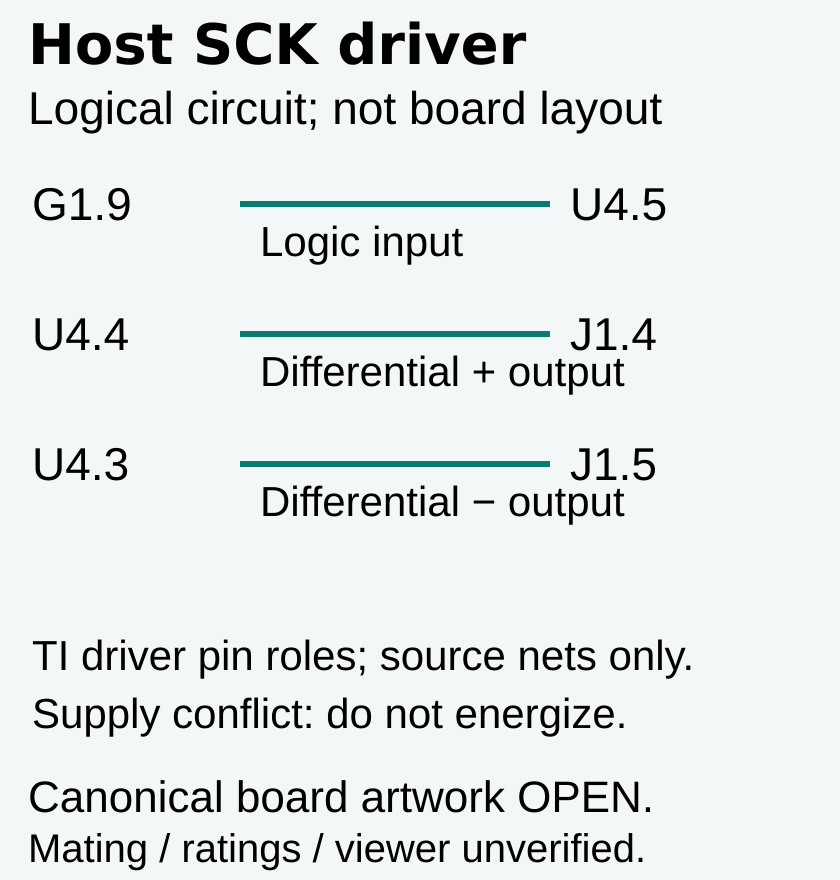 Host SCK driver
Logical circuit; not board layout
G1.9 U4.5
Logic input
U4.4 J1.4
Differential + output
U4.3 J1.5
Differential − output
TI driver pin roles; source nets only.
Supply conflict: do not energize.
Canonical board artwork OPEN.
Mating / ratings / viewer unverified.